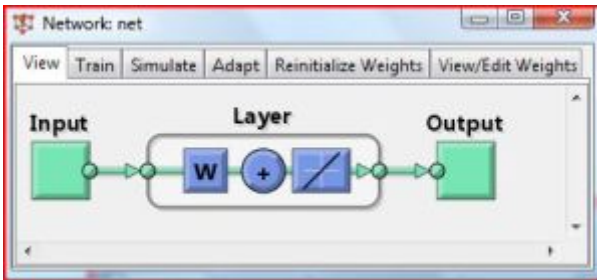 Network: net
View Train Simulate Adapt Reinitialize Weights View/Edit Weights
Input Layer Output
W +